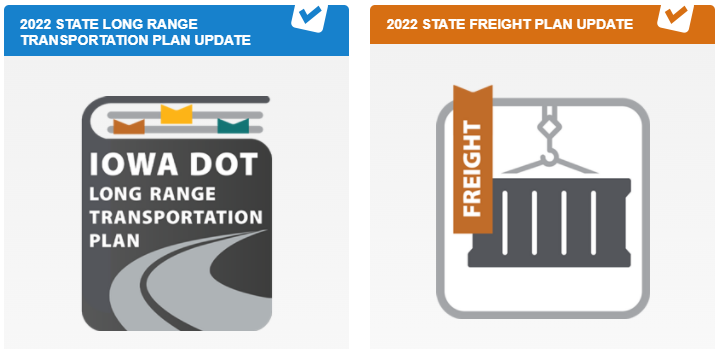 2022 STATE LONG RANGE
TRANSPORTATION PLAN UPDATE
IOWA DOT
LONG RANGE
TRANSPORTATION
PLAN
2022 STATE FREIGHT PLAN UPDATE
FREIGHT